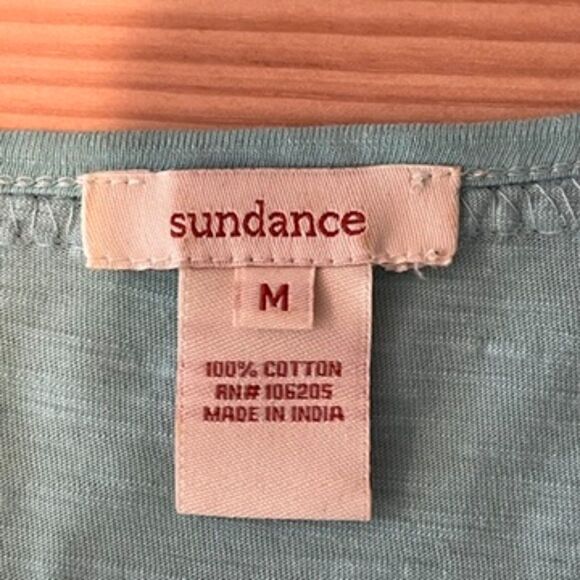 sundance
M
100% COTTON
RN# 106205
MADE IN INDIA